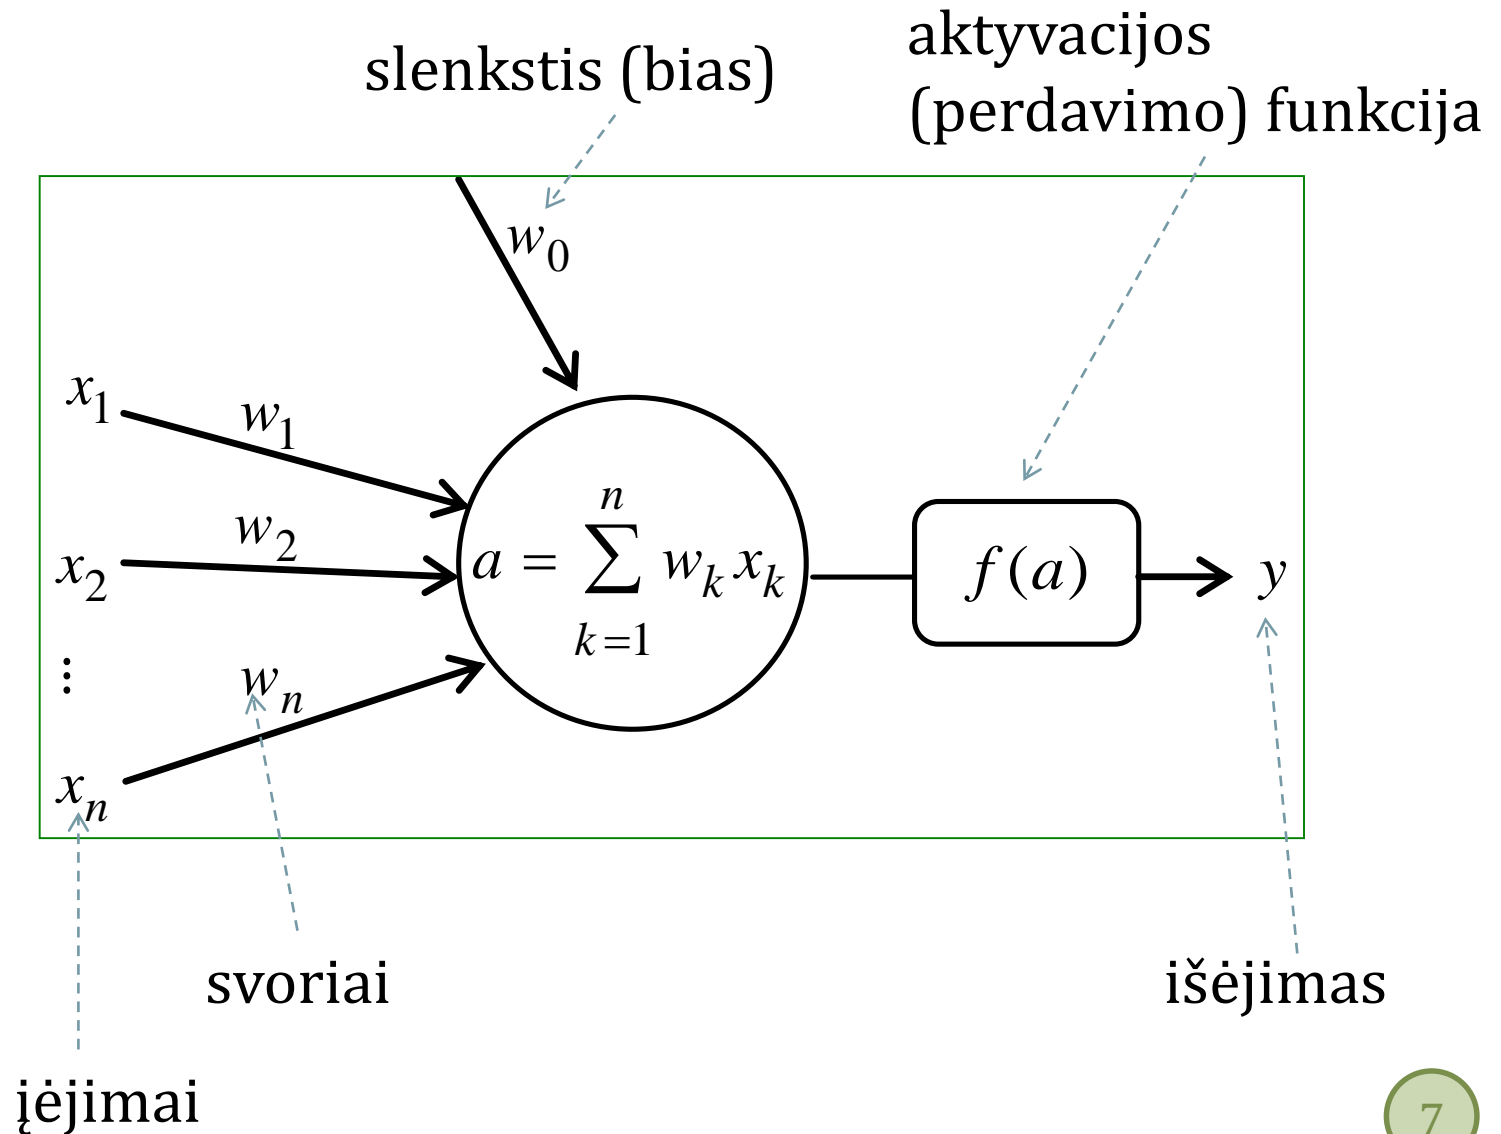 slenkstis (bias)
aktyvacijos
(perdavimo) funkcija
w₀
x₁
w₁
w₂
x₂
⋮
wₙ
xₙ
n
a = ∑ wₖ xₖ
k=1
f(a)
y
svoriai
išėjimas
įėjimai
7